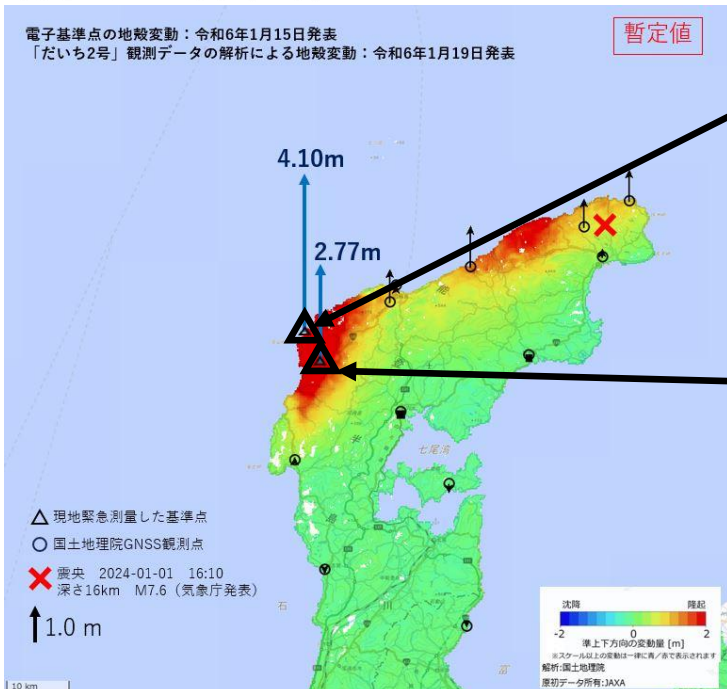 電子基準点の地殻変動：令和6年1月15日発表
「だいち2号」観測データの解析による地殻変動：令和6年1月19日発表
暫定値
4.10m
2.77m
能
登
半
島
七尾湾
△ 現地緊急測量した基準点
○ 国土地理院GNSS観測点
震央 2024-01-01 16:10
深さ16km M7.6（気象庁発表）
1.0 m
石
川
富
沈降 隆起
-2 0 2
準上下方向の変動量 [m]
※スケール以上の変動は一律に青／赤で表示されます
解析:国土地理院
原初データ所有:JAXA
10 km